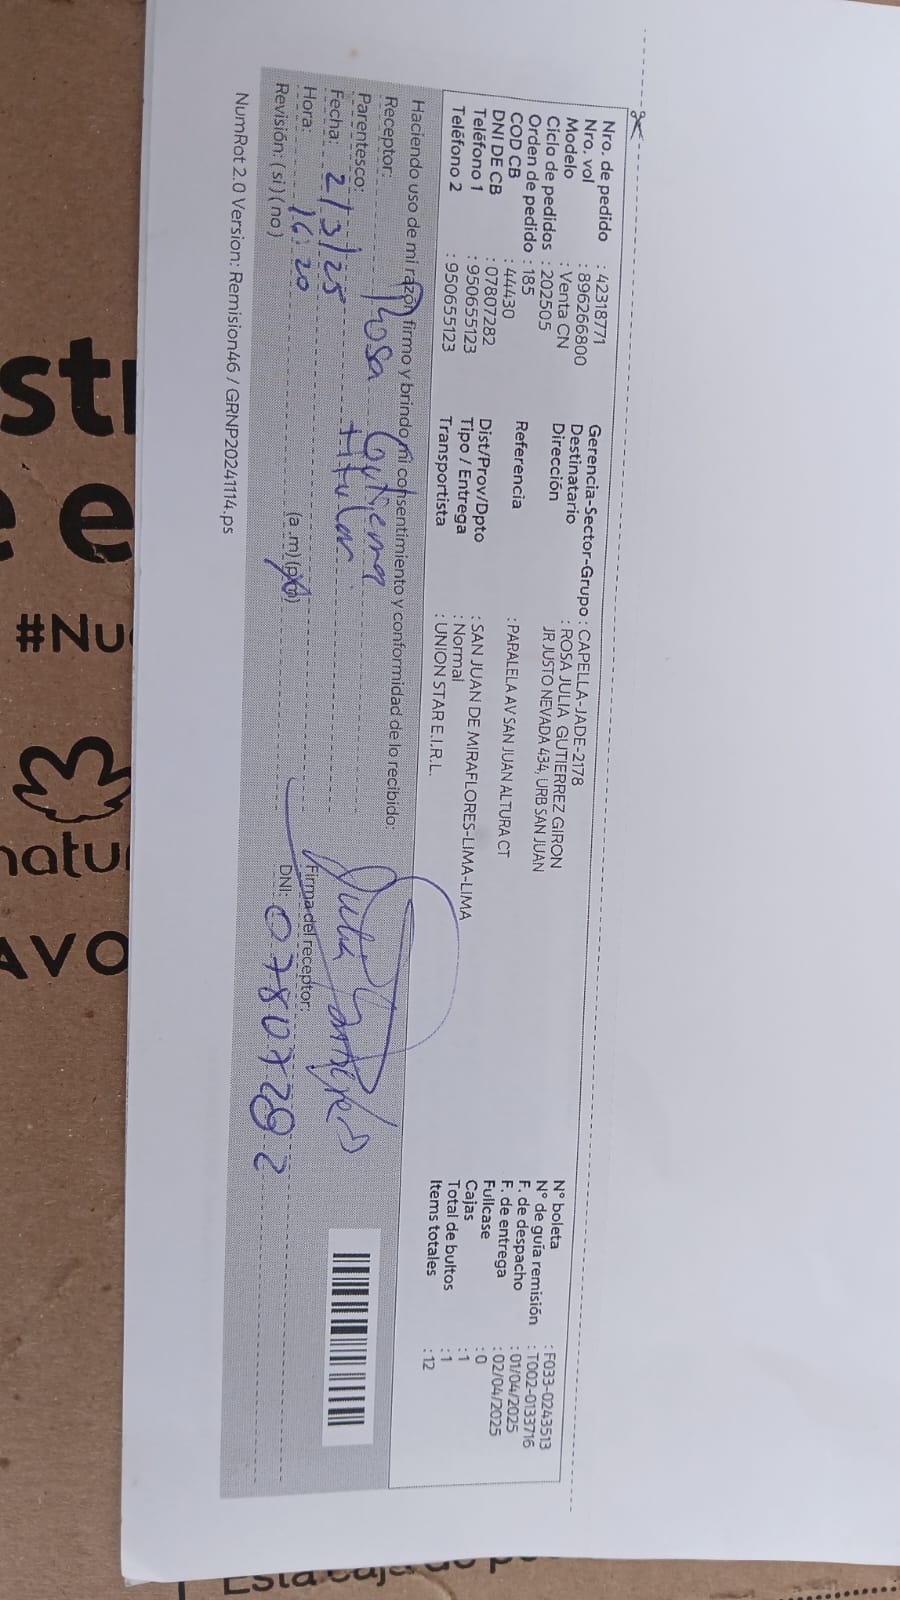 Nro. de pedido : 42318771
Nro. vol : 896266800
Modelo : Venta CN
Ciclo de pedidos : 202505
Orden de pedido : 185
COD CB : 44430
DNI DE CB : 07807282
Teléfono 1 : 950655123
Teléfono 2 : 950655123
Gerencia-Sector-Grupo : CAPELLA-JADE-2178
Destinatario : ROSA JULIA GUTIERREZ GIRON
Dirección JR JUSTO NEVADA 434, URB SAN JUAN
Referencia : PARALELA AV SAN JUAN ALTURA CT
Dist/Prov/Dpto : SAN JUAN DE MIRAFLORES-LIMA-LIMA
Tipo / Entrega : Normal
Transportista : UNION STAR E.I.R.L.
N° boleta : F033-0243513
N° de guía remisión : T002-0133716
F. de despacho : 01/04/2025
F. de entrega : 02/04/2025
Fullcase : 0
Cajas : 1
Total de bultos : 1
Items totales : 12
Haciendo uso de mi razón firmo y brindo mi consentimiento y conformidad de lo recibido:
Receptor: Rosa
Parentesco: titular.
Fecha: 2/3/25
Hora: 16:20 (a .m) (p.m)
Revisión: (si) (no)
Firma del receptor:
DNI: 07807282
NumRot 2.0 Version: Remision46 / GRNP20241114.ps
#Nu
natu
AVO
Esta caja